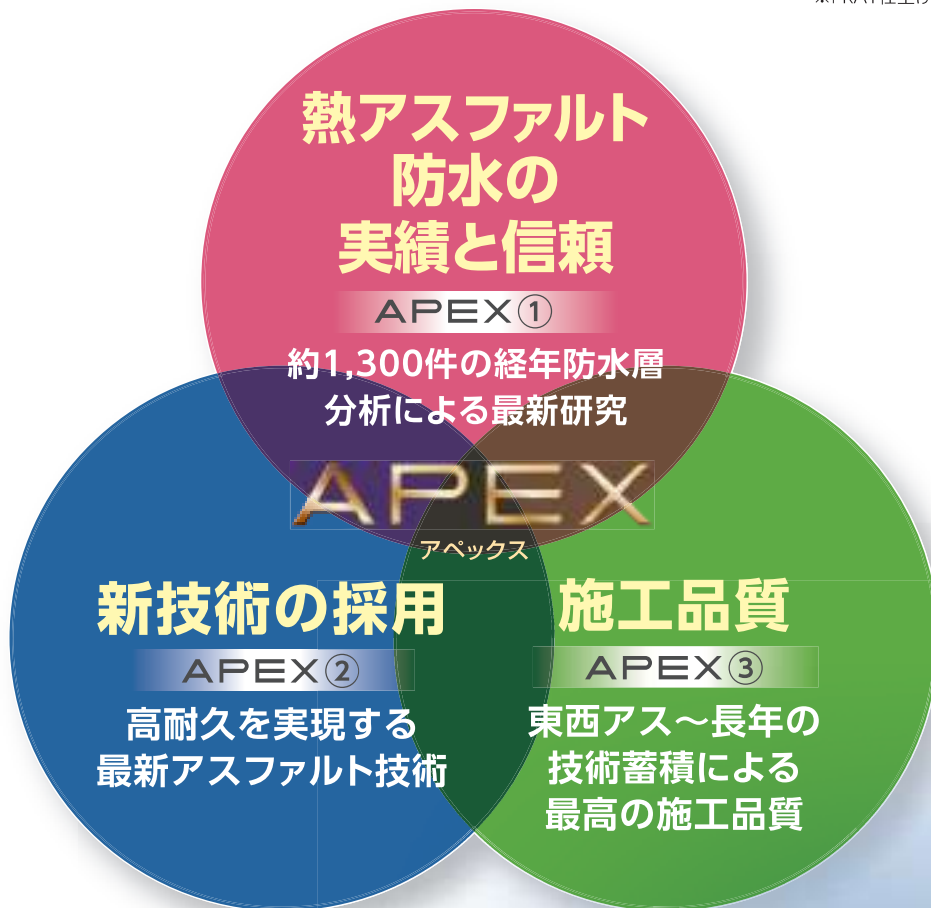 熱アスファルト
防水の
実績と信頼
APEX①
約1,300件の経年防水層
分析による最新研究
APEX
アペックス
新技術の採用
APEX②
高耐久を実現する
最新アスファルト技術
施工品質
APEX③
東西アス～長年の
技術蓄積による
最高の施工品質